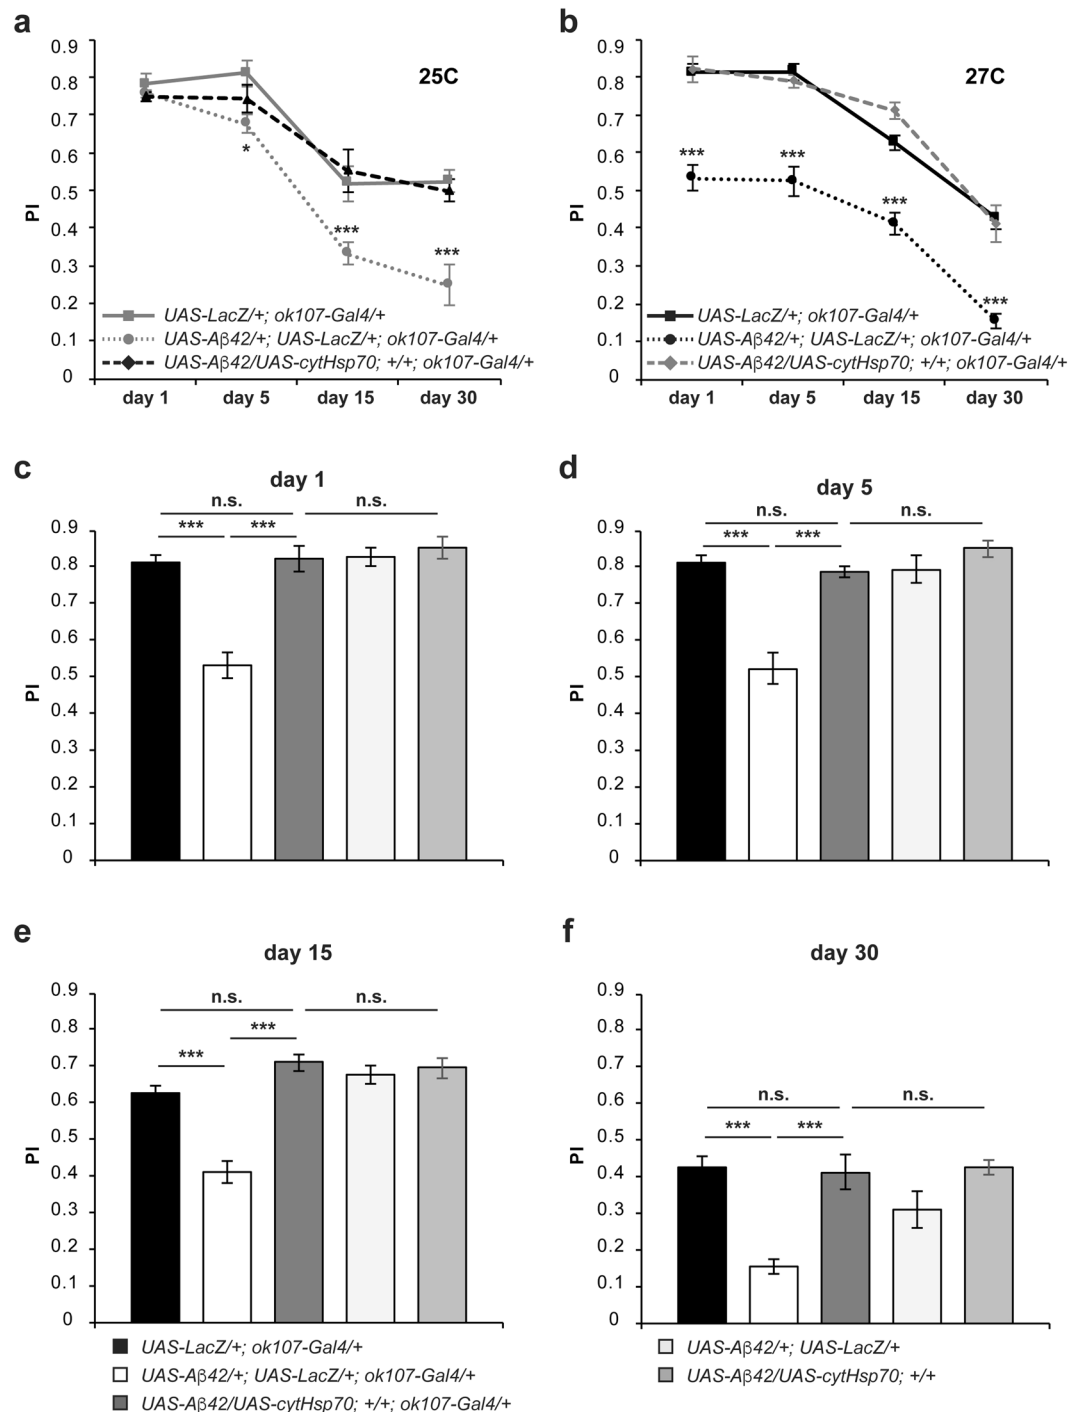 a
25C
0.9
0.8
0.7
0.6
0.5
0.4
0.3
0.2
0.1
0
PI
*
***
***
UAS-LacZ/+; ok107-Gal4/+
UAS-Aβ42/+; UAS-LacZ/+; ok107-Gal4/+
UAS-Aβ42/UAS-cytHsp70; +/+; ok107-Gal4/+
day 1 day 5 day 15 day 30
b
27C
0.9
0.8
0.7
0.6
0.5
0.4
0.3
0.2
0.1
0
PI
***
***
***
***
UAS-LacZ/+; ok107-Gal4/+
UAS-Aβ42/+; UAS-LacZ/+; ok107-Gal4/+
UAS-Aβ42/UAS-cytHsp70; +/+; ok107-Gal4/+
day 1 day 5 day 15 day 30
c
day 1
n.s. n.s.
*** ***
0.9
0.8
0.7
0.6
0.5
0.4
0.3
0.2
0.1
0
PI
d
day 5
n.s. n.s.
*** ***
0.9
0.8
0.7
0.6
0.5
0.4
0.3
0.2
0.1
0
PI
e
day 15
n.s. n.s.
***
***
0.9
0.8
0.7
0.6
0.5
0.4
0.3
0.2
0.1
0
PI
f
day 30
n.s. n.s.
*** ***
0.9
0.8
0.7
0.6
0.5
0.4
0.3
0.2
0.1
0
PI
UAS-LacZ/+; ok107-Gal4/+
UAS-Aβ42/+; UAS-LacZ/+; ok107-Gal4/+
UAS-Aβ42/UAS-cytHsp70; +/+; ok107-Gal4/+
UAS-Aβ42/+; UAS-LacZ/+
UAS-Aβ42/UAS-cytHsp70; +/+